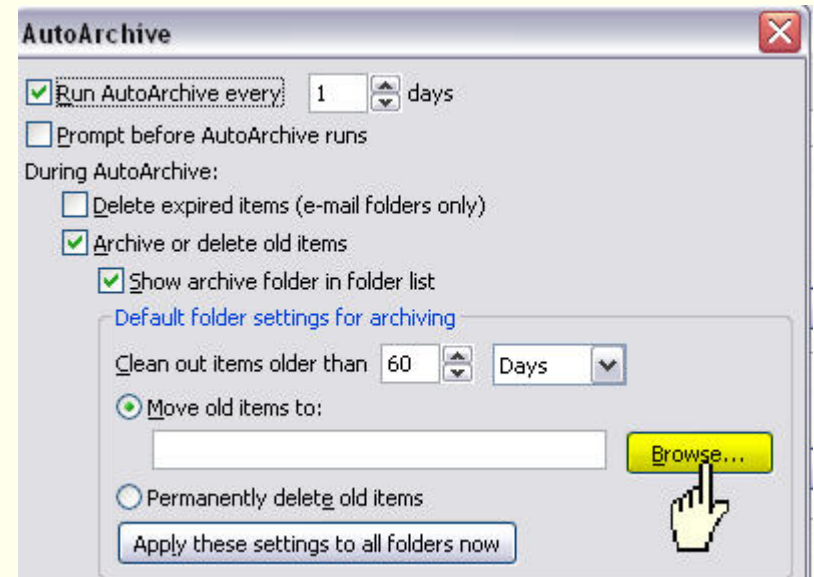 AutoArchive
Run AutoArchive every 1 days
Prompt before AutoArchive runs
During AutoArchive:
Delete expired items (e-mail folders only)
Archive or delete old items
Show archive folder in folder list
Default folder settings for archiving
Clean out items older than 60 Days
Move old items to:
Browse...
Permanently delete old items
Apply these settings to all folders now